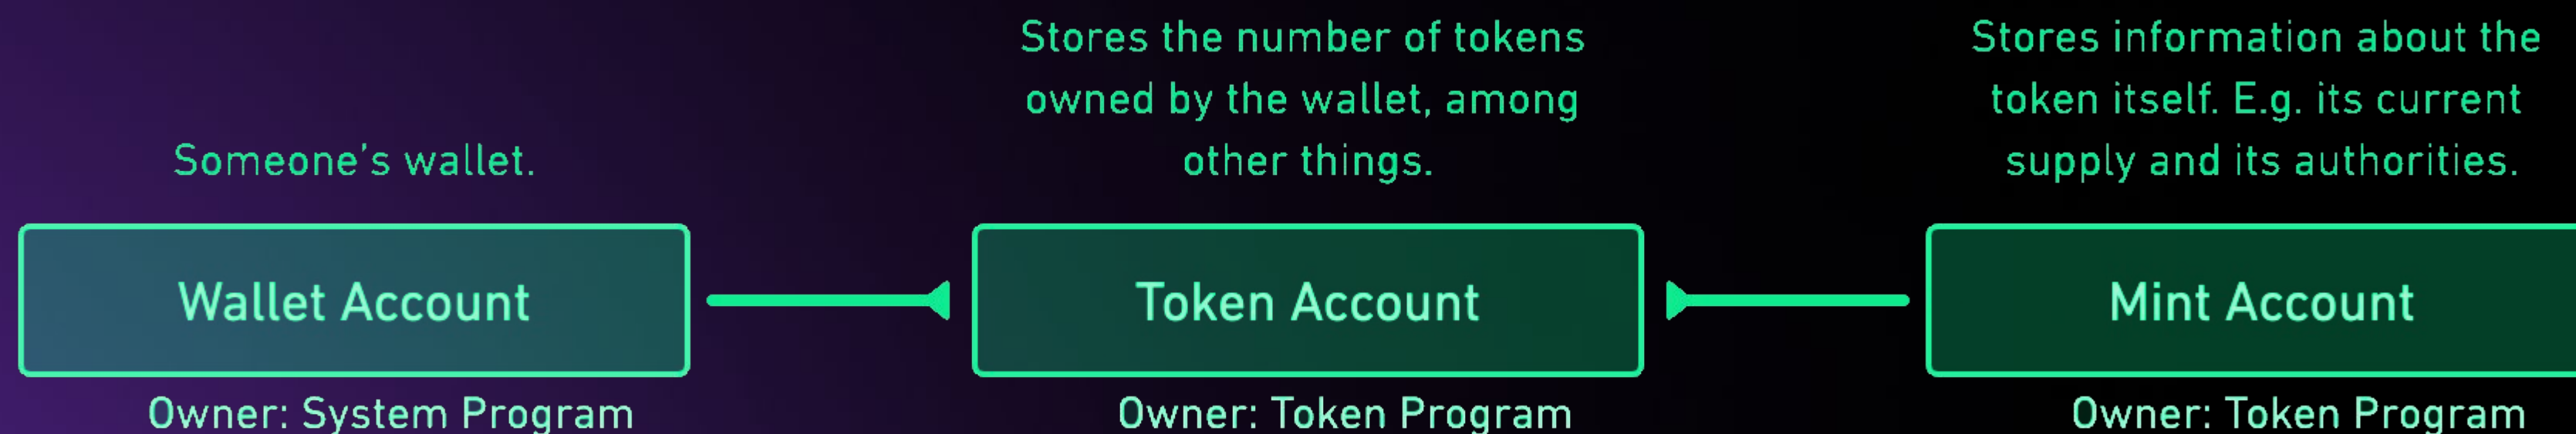 Someone's wallet.
Wallet Account
Owner: System Program
Stores the number of tokens
owned by the wallet, among
other things.
Token Account
Owner: Token Program
Stores information about the
token itself. E.g. its current
supply and its authorities.
Mint Account
Owner: Token Program